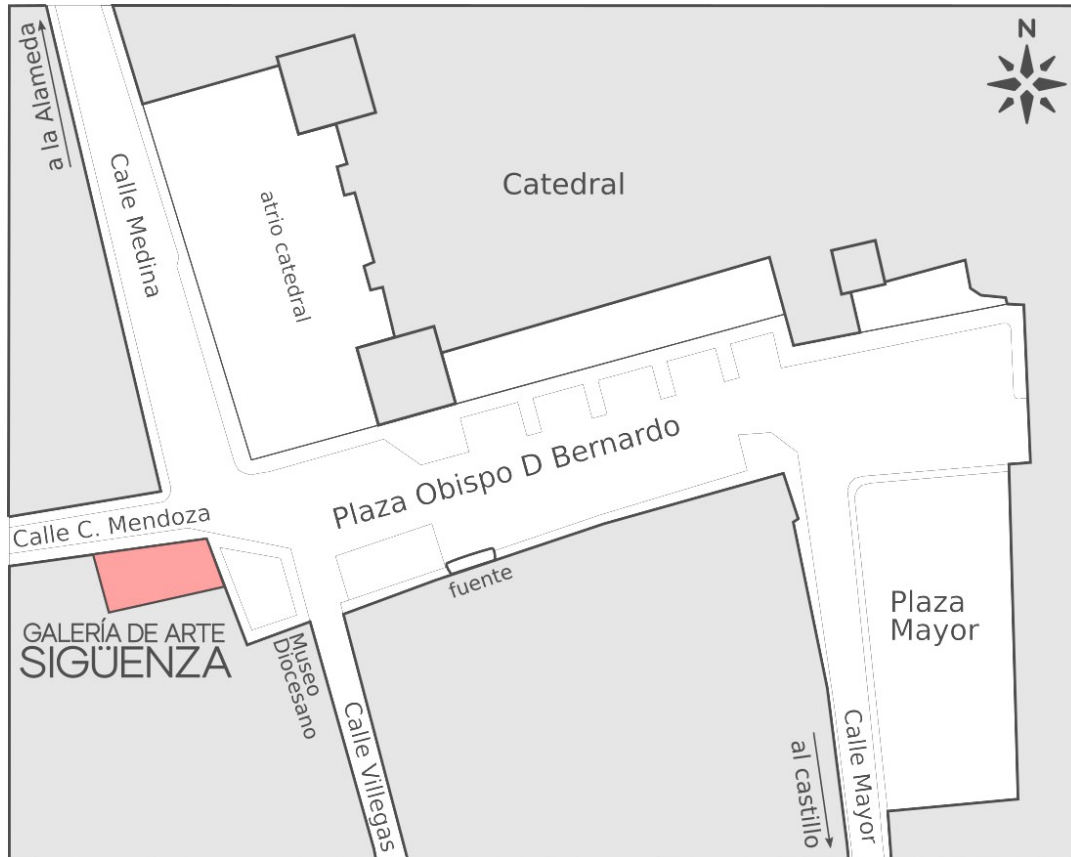 N
a la Alameda
Calle Medina
atrio catedral
Catedral
Plaza Obispo D Bernardo
Calle C. Mendoza
fuente
GALERÍA DE ARTE
SIGÜENZA
Museo
Diocesano
Calle Villegas
Plaza
Mayor
Calle Mayor
al castillo